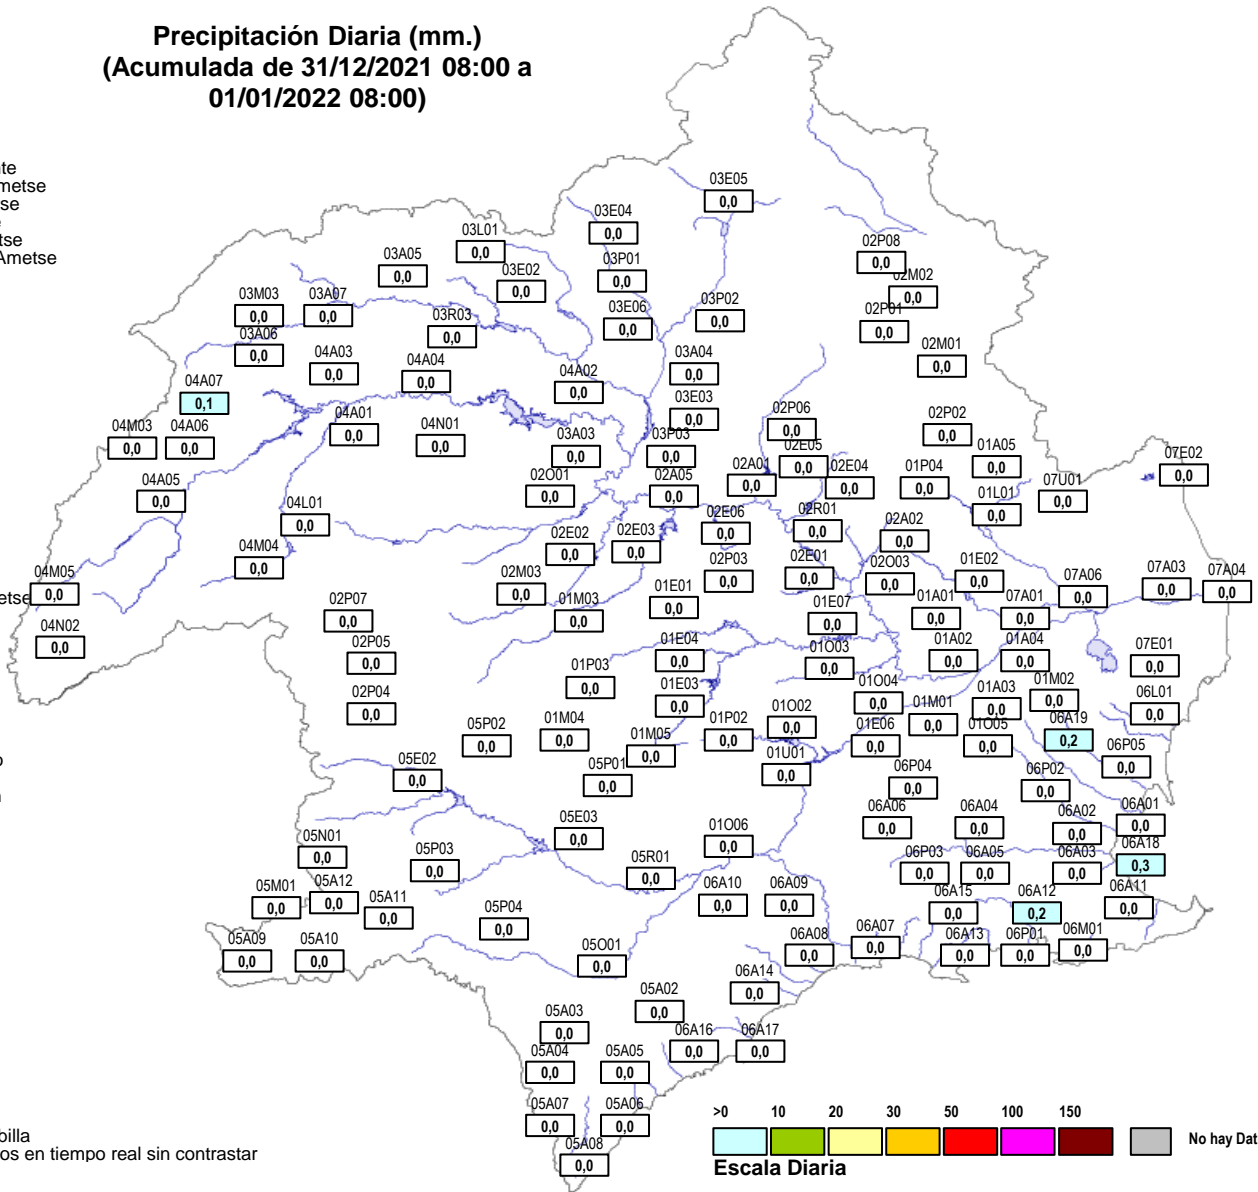 Precipitación Diaria (mm.)
(Acumulada de 31/12/2021 08:00 a
01/01/2022 08:00)
nte
metse
se
e
tse
Ametse
03E05
0,0
03E04
0,0
03L01
0,0
02P08
0,0
03A05
0,0
03P01
0,0
03E02
0,0
02M02
0,0
03M03
0,0
03A07
0,0
03P02
0,0
03E06
0,0
02P01
0,0
03R03
0,0
03A06
0,0
02M01
0,0
04A03
0,0
03A04
0,0
04A04
0,0
04A02
0,0
04A07
0,1
03E03
0,0
02P06
0,0
04A01
0,0
02P02
0,0
04M03
0,0
04A06
0,0
04N01
0,0
03A03
0,0
03P03
0,0
02E05
0,0
01A05
0,0
07E02
0,0
02A01
0,0
02E04
0,0
01P04
0,0
02O01
0,0
02A05
0,0
04A05
0,0
07U01
0,0
01L01
0,0
04L01
0,0
02E06
0,0
02R01
0,0
02A02
0,0
02E02
0,0
02E03
0,0
04M04
0,0
02E01
0,0
02P03
0,0
02O03
0,0
01E02
0,0
04M05
0,0
etse
02M03
0,0
07A03
0,0
07A04
0,0
07A06
0,0
01E01
0,0
01M03
0,0
02P07
0,0
01E07
0,0
01A01
0,0
07A01
0,0
04N02
0,0
02P05
0,0
01E04
0,0
01O03
0,0
01A02
0,0
01A04
0,0
07E01
0,0
01P03
0,0
01E03
0,0
01O04
0,0
01A03
0,0
01M02
0,0
02P04
0,0
06L01
0,0
01M01
0,0
01O02
0,0
05P02
0,0
01M04
0,0
01P02
0,0
01E06
0,0
01O05
0,0
06A19
0,2
01M05
0,0
06P05
0,0
o
01U01
0,0
05E02
0,0
05P01
0,0
06P04
0,0
06P02
0,0
05E03
0,0
06A06
0,0
06A04
0,0
06A02
0,0
06A01
0,0
01O06
0,0
05N01
0,0
05P03
0,0
05R01
0,0
06P03
0,0
06A05
0,0
06A03
0,0
06A18
0,3
05M01
0,0
05A12
0,0
05A11
0,0
06A10
0,0
06A09
0,0
06A15
0,0
06A12
0,2
06A11
0,0
05P04
0,0
05A09
0,0
05A10
0,0
05O01
0,0
06A08
0,0
06A07
0,0
06A13
0,0
06P01
0,0
06M01
0,0
06A14
0,0
05A02
0,0
05A03
0,0
06A16
0,0
06A17
0,0
05A04
0,0
05A05
0,0
05A07
0,0
05A06
0,0
05A08
0,0
>0 10 20 30 50 100 150
No hay Dat
Escala Diaria
billa
os en tiempo real sin contrastar